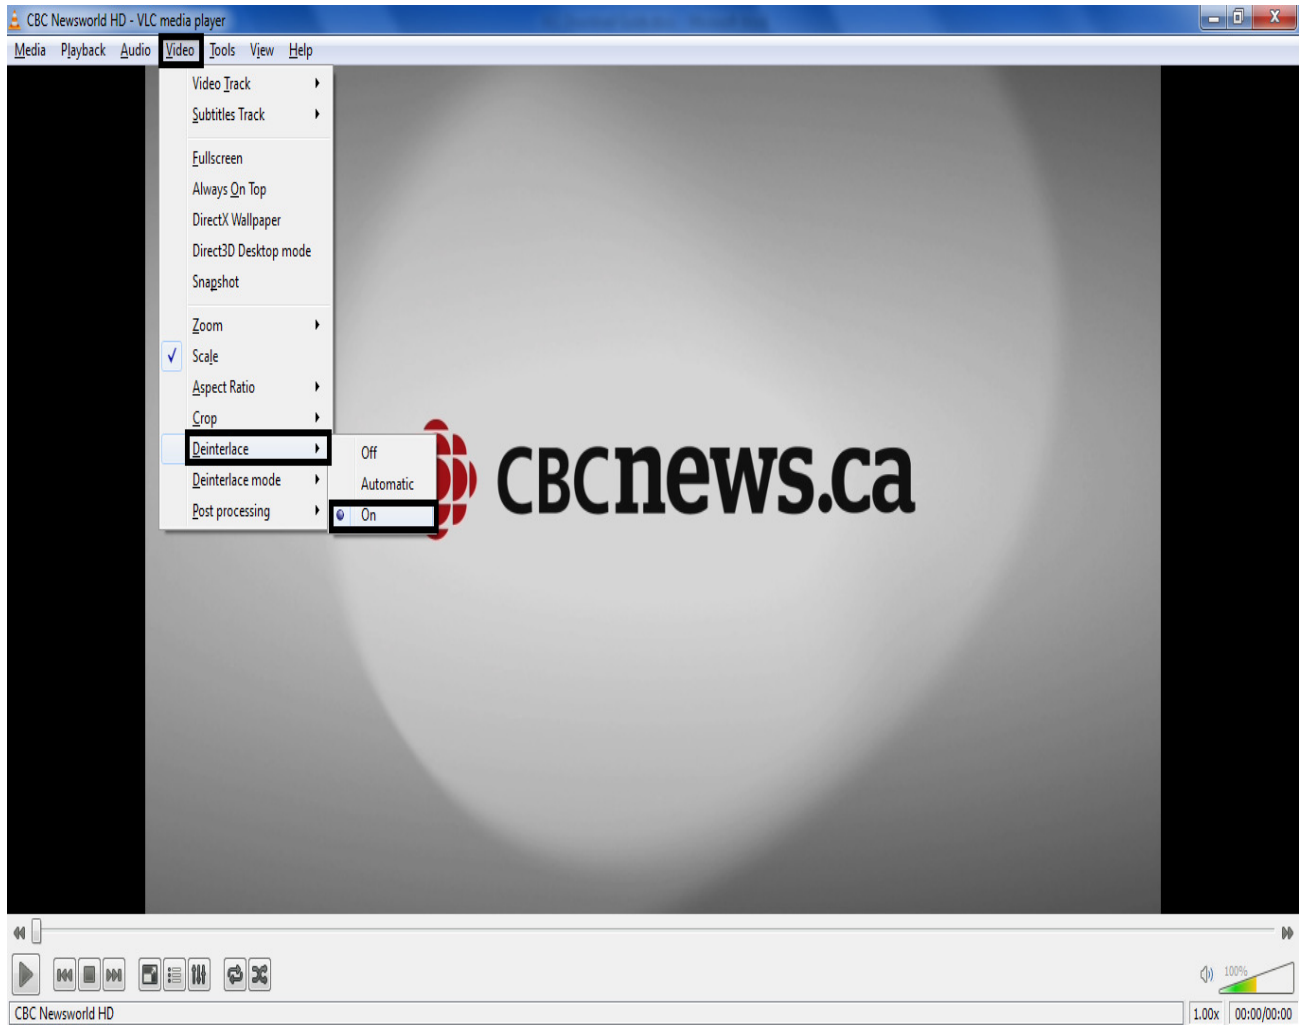 CBC Newsworld HD - VLC media player
Media Playback Audio Video Tools View Help
Video Track
Subtitles Track
Fullscreen
Always On Top
DirectX Wallpaper
Direct3D Desktop mode
Snapshot
Zoom
Scale
Aspect Ratio
Crop
Deinterlace
Deinterlace mode
Post processing
Off
Automatic
On
CBCnews.ca
100%
CBC Newsworld HD
1.00x 00:00/00:00